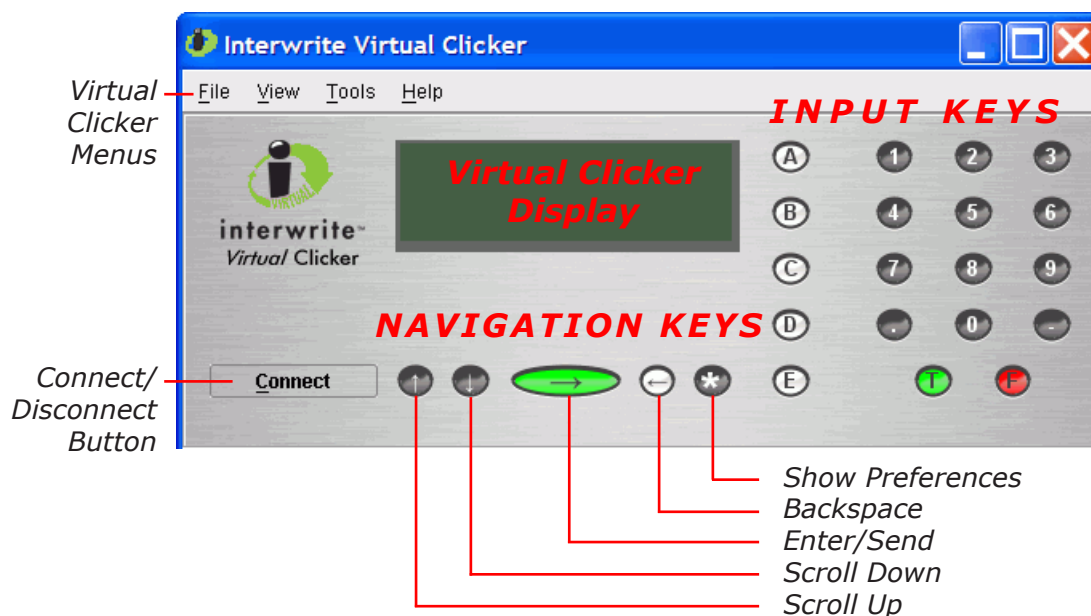 Interwrite Virtual Clicker
File View Tools Help
Virtual
Clicker
Menus
INPUT KEYS
Virtual Clicker
Display
VIRTUAL
interwrite™
Virtual Clicker
A 1 2 3
B 4 5 6
C 7 8 9
NAVIGATION KEYS
D . 0 -
Connect/
Disconnect
Button
Connect ↑ ↓ → ← * E T F
Show Preferences
Backspace
Enter/Send
Scroll Down
Scroll Up